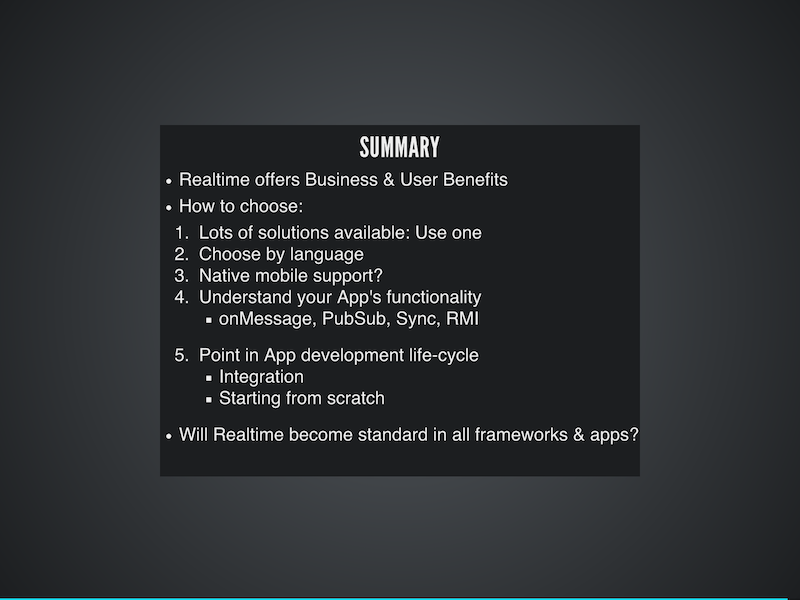 SUMMARY
• Realtime offers Business & User Benefits
• How to choose:
1. Lots of solutions available: Use one
2. Choose by language
3. Native mobile support?
4. Understand your App's functionality
▪ onMessage, PubSub, Sync, RMI
5. Point in App development life-cycle
▪ Integration
▪ Starting from scratch
• Will Realtime become standard in all frameworks & apps?